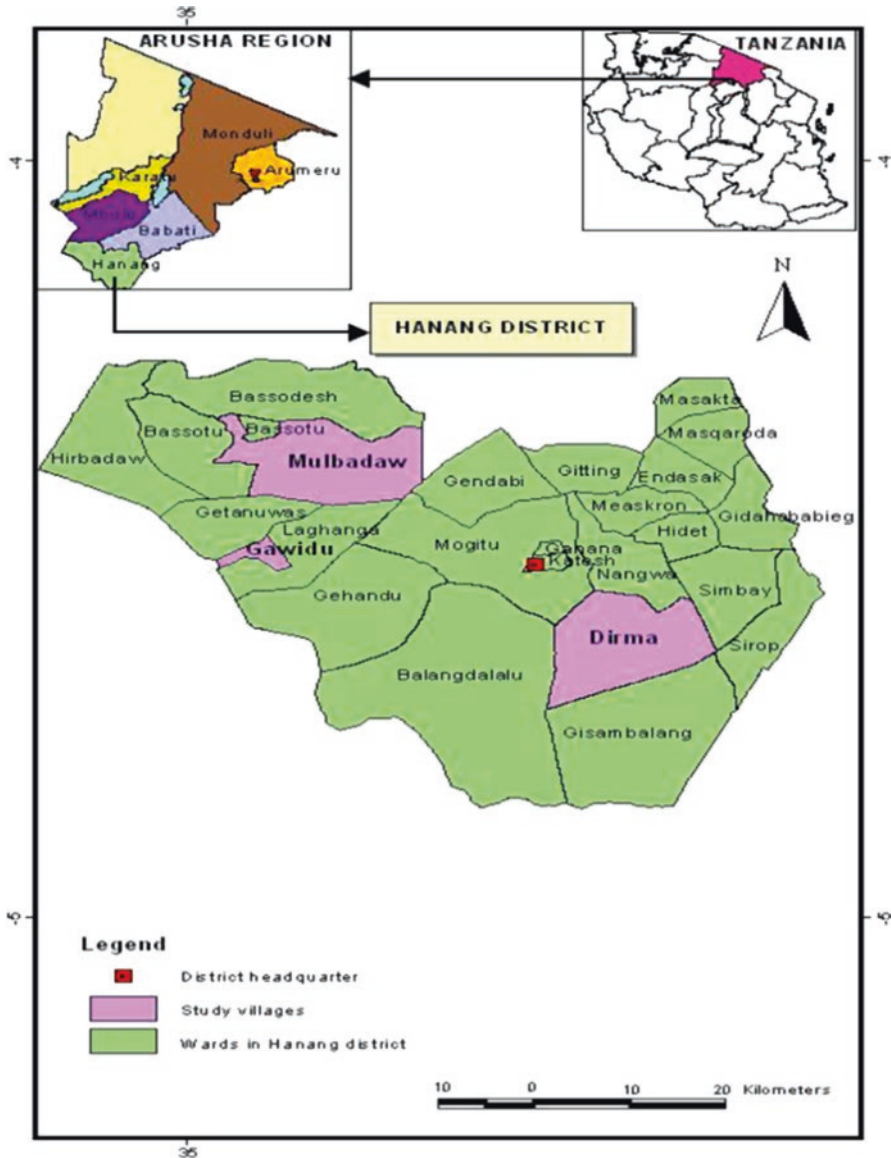 35
ARUSHA REGION
TANZANIA
Monduli
-4
-4
Arumeru
Karatu
Mbulu
Babati
Hanang
N
HANANG DISTRICT
Bassodesh
Masakta
Bassotu
Bassotu
Masqaroda
Hirbadaw
Mulbadaw
Gitting
Endasak
Gendabi
Measkron
Getanuwas
Gidahababieg
Laghanga
Hidet
Gawidu
Mogitu
Gabana
Katesh
Nangwa
Simbay
Gehandu
Dirma
Sirop
Balangdalalu
Gisambalang
-5
-5
Legend
District headquarter
Study villages
Wards in Hanang district
10 0 10 20 Kilometers
35